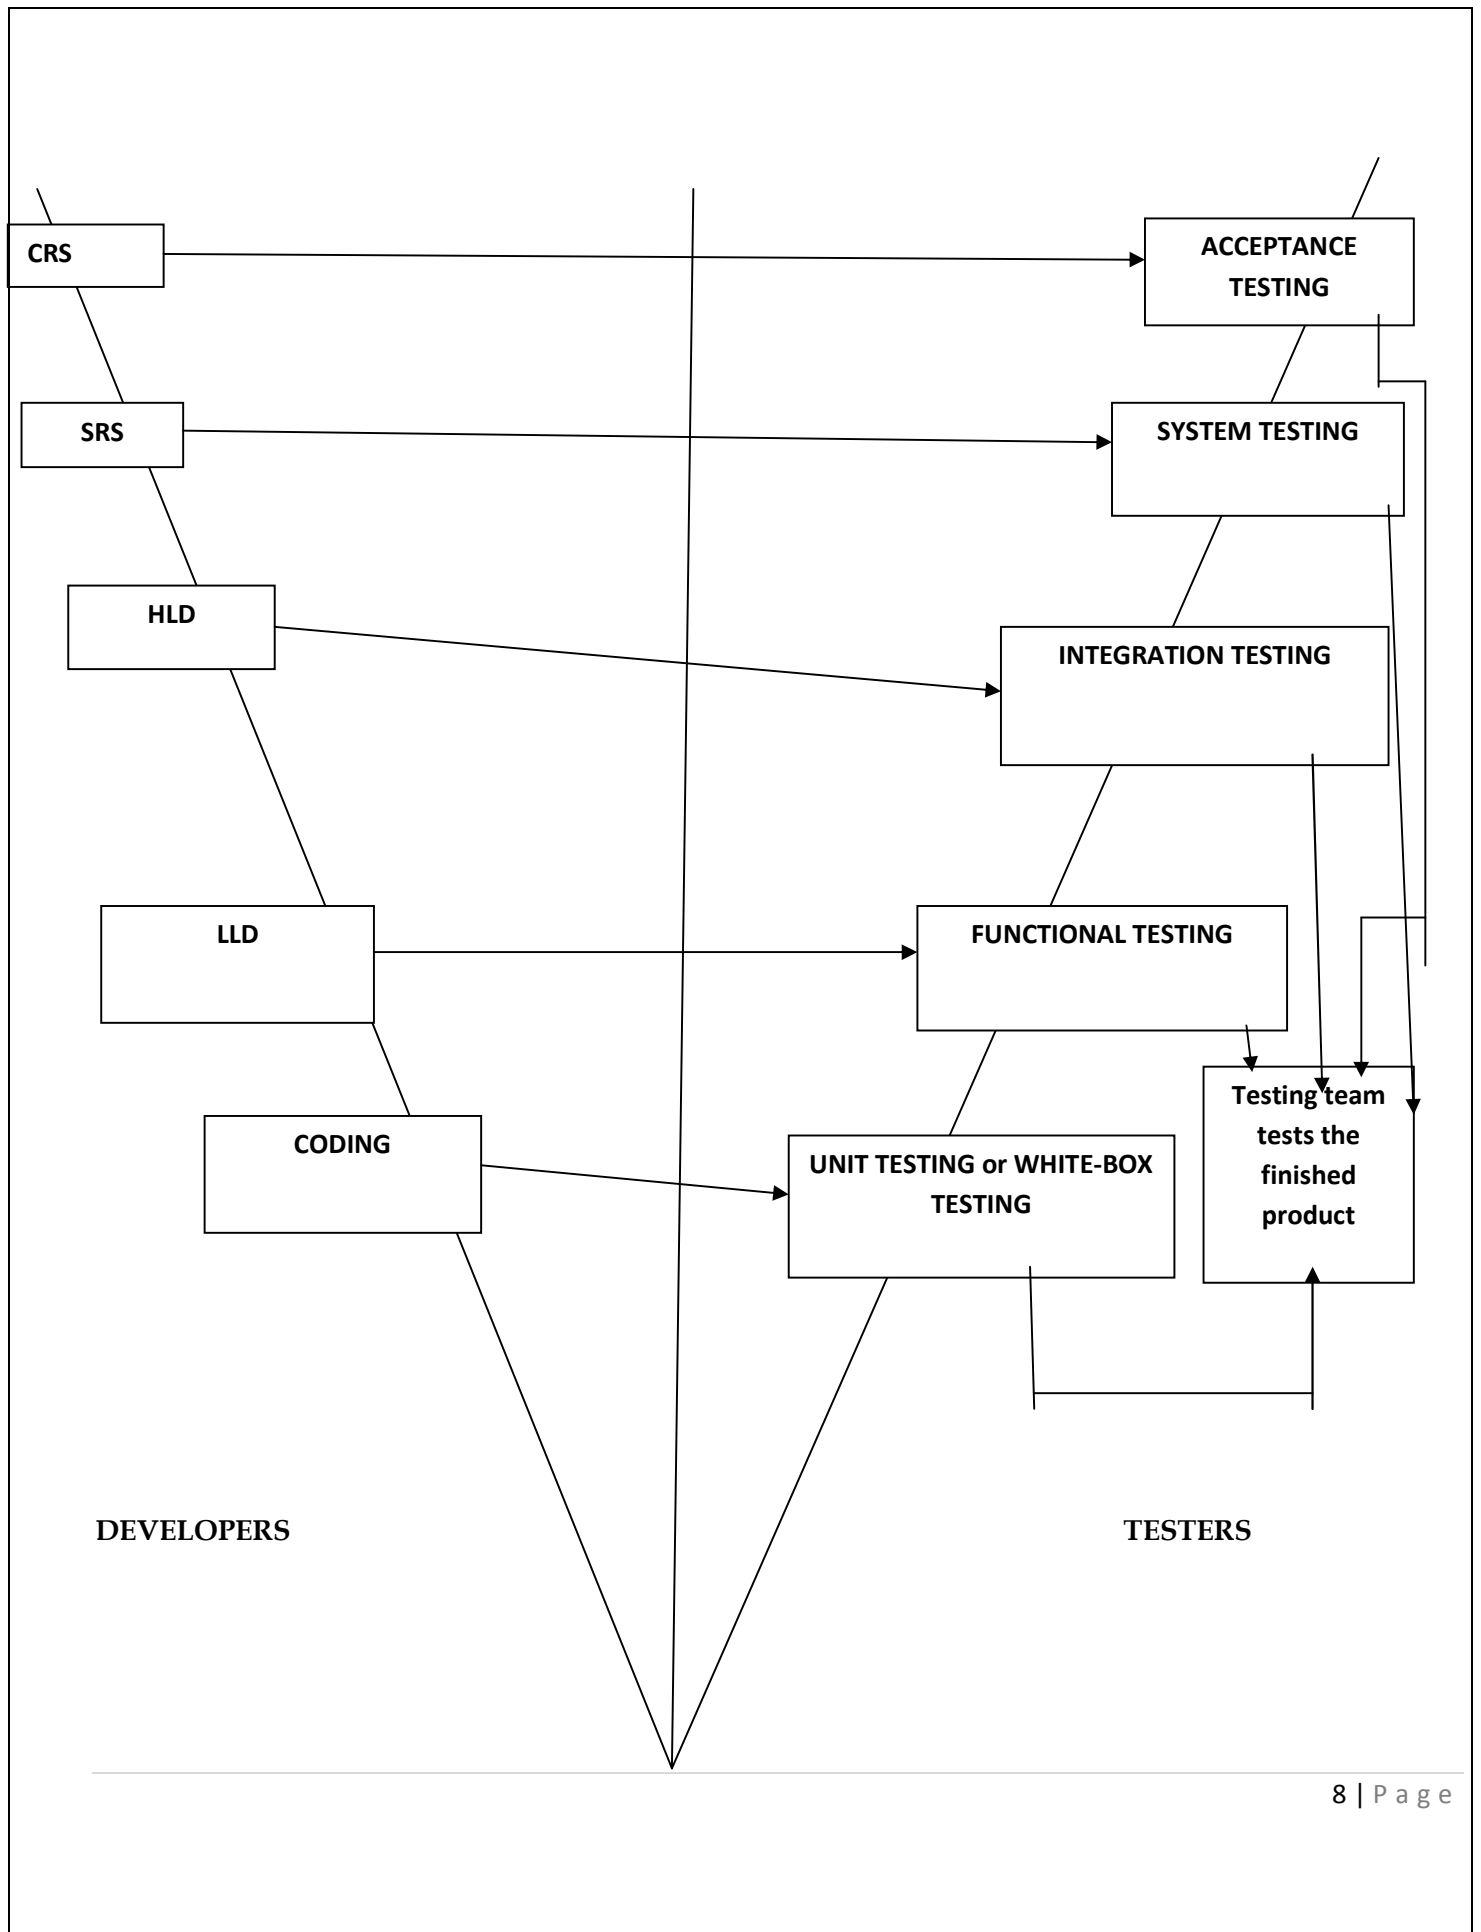 CRS
ACCEPTANCE
TESTING
SRS
SYSTEM TESTING
HLD
INTEGRATION TESTING
LLD
FUNCTIONAL TESTING
Testing team
tests the
finished
product
CODING
UNIT TESTING or WHITE-BOX
TESTING
DEVELOPERS
TESTERS
8 | Page